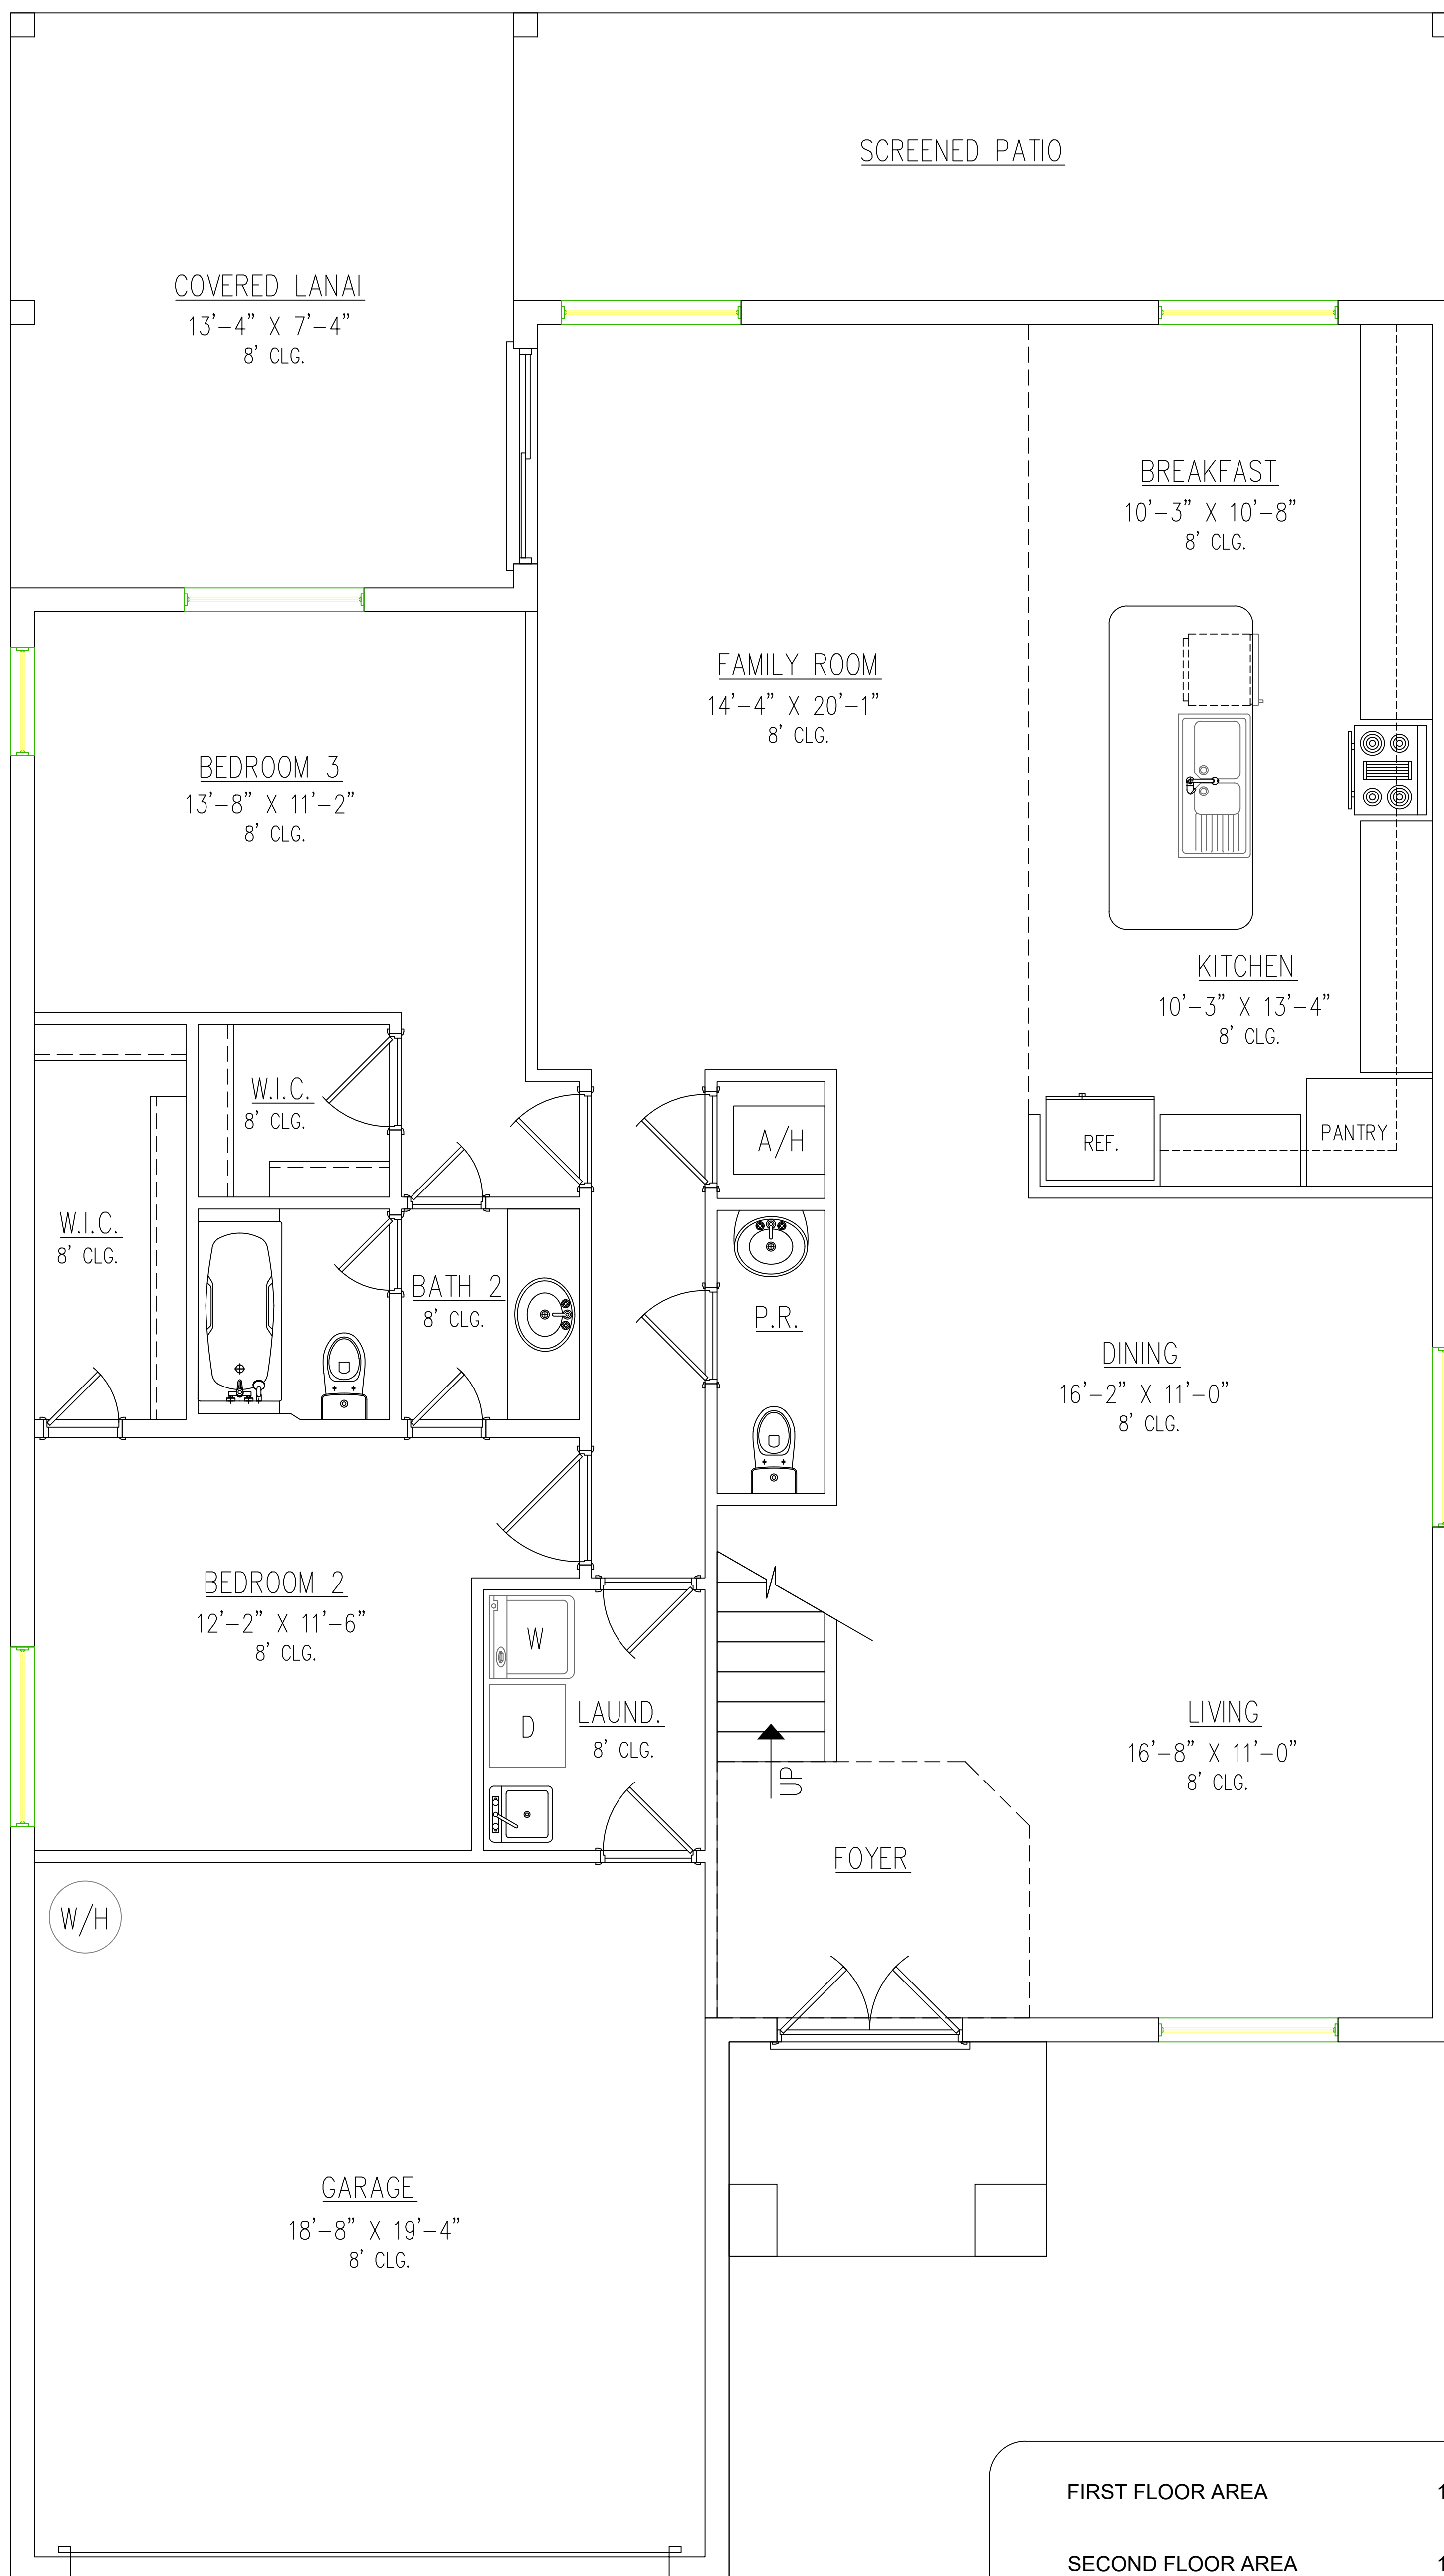 SCREENED PATIO
COVERED LANAI
13'-4" X 7'-4"
8' CLG.
BREAKFAST
10'-3" X 10'-8"
8' CLG.
FAMILY ROOM
14'-4" X 20'-1"
8' CLG.
BEDROOM 3
13'-8" X 11'-2"
8' CLG.
KITCHEN
10'-3" X 13'-4"
8' CLG.
W.I.C.
8' CLG.
A/H
REF.
PANTRY
W.I.C.
8' CLG.
BATH 2
8' CLG.
P.R.
DINING
16'-2" X 11'-0"
8' CLG.
BEDROOM 2
12'-2" X 11'-6"
8' CLG.
W
D
LAUND.
8' CLG.
UP
LIVING
16'-8" X 11'-0"
8' CLG.
FOYER
W/H
GARAGE
18'-8" X 19'-4"
8' CLG.
FIRST FLOOR AREA
SECOND FLOOR AREA